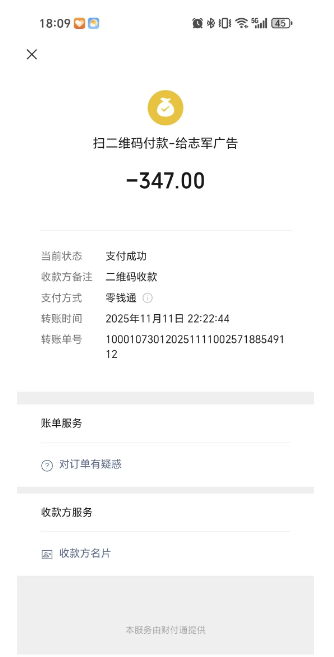 18:09
5G 45
扫二维码付款-给志军广告
-347.00
当前状态 支付成功
收款方备注 二维码收款
支付方式 零钱通
转账时间 2025年11月11日 22:22:44
转账单号 100010730120251111002571885491
12
账单服务
? 对订单有疑惑
收款方服务
收款方名片
本服务由财付通提供